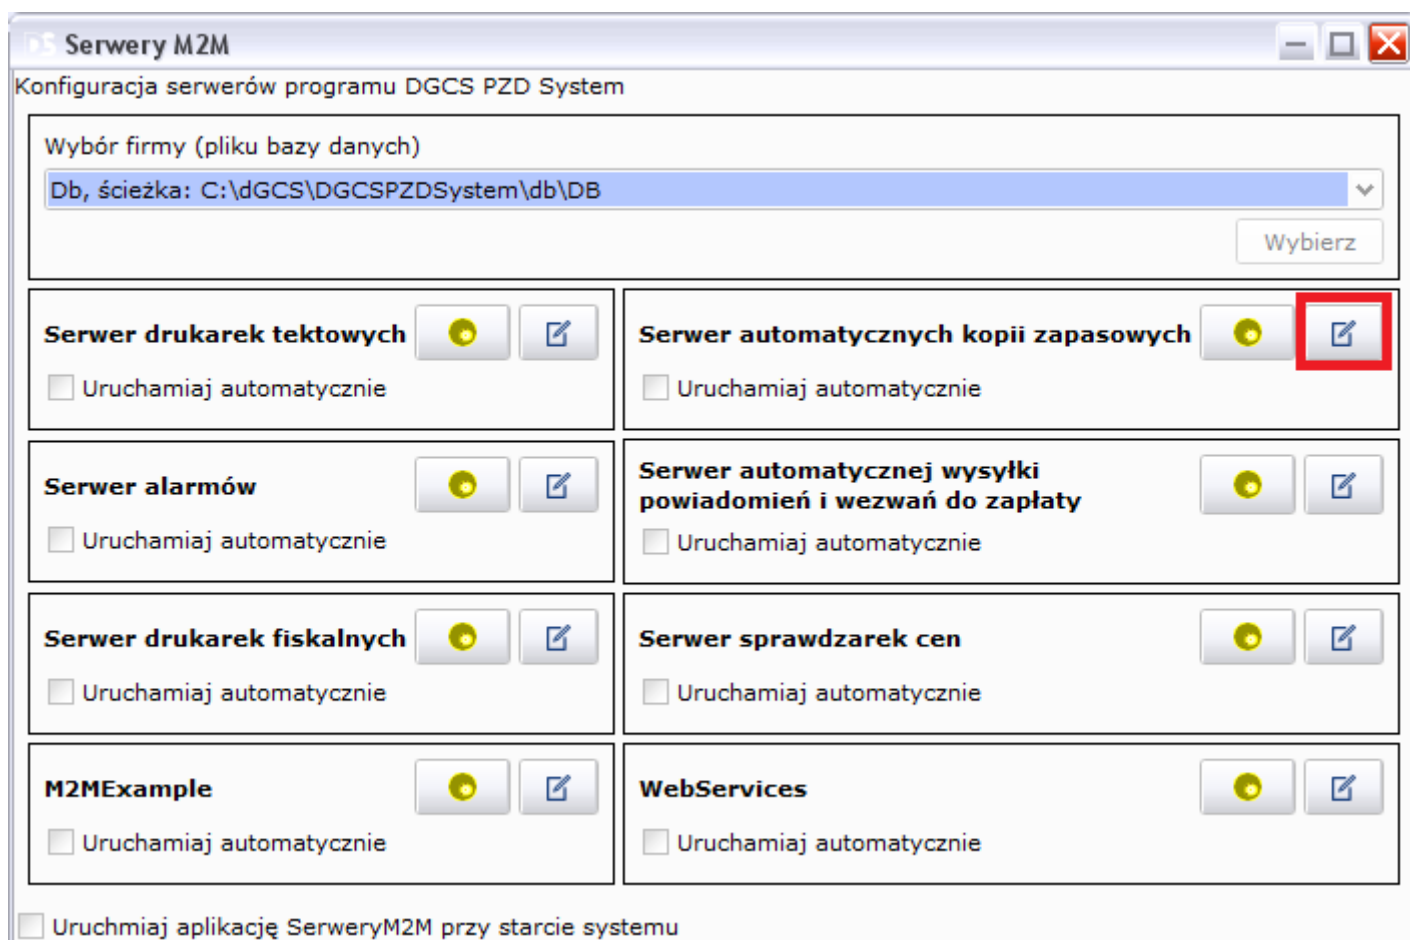 DS Serwery M2M
Konfiguracja serwerów programu DGCS PZD System
Wybór firmy (pliku bazy danych)
Db, ścieżka: C:\dGCS\DGCSPZDSystem\db\DB
Wybierz
Serwer drukarek tektowych
Uruchamiaj automatycznie
Serwer automatycznych kopii zapasowych
Uruchamiaj automatycznie
Serwer alarmów
Uruchamiaj automatycznie
Serwer automatycznej wysyłki
powiadomień i wezwań do zapłaty
Uruchamiaj automatycznie
Serwer drukarek fiskalnych
Uruchamiaj automatycznie
Serwer sprawdzarek cen
Uruchamiaj automatycznie
M2MExample
Uruchamiaj automatycznie
WebServices
Uruchamiaj automatycznie
Uruchmiaj aplikację SerweryM2M przy starcie systemu